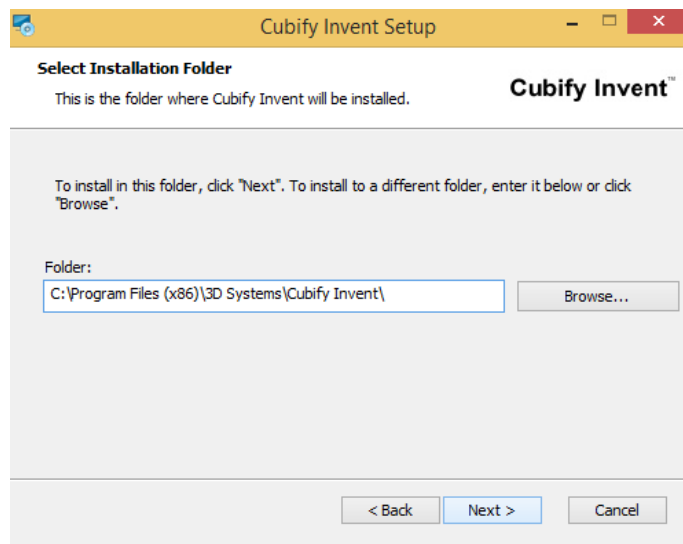 Cubify Invent Setup
Select Installation Folder
This is the folder where Cubify Invent will be installed.
Cubify Invent™
To install in this folder, click "Next". To install to a different folder, enter it below or click
"Browse".
Folder:
C:\Program Files (x86)\3D Systems\Cubify Invent\
Browse...
< Back
Next >
Cancel